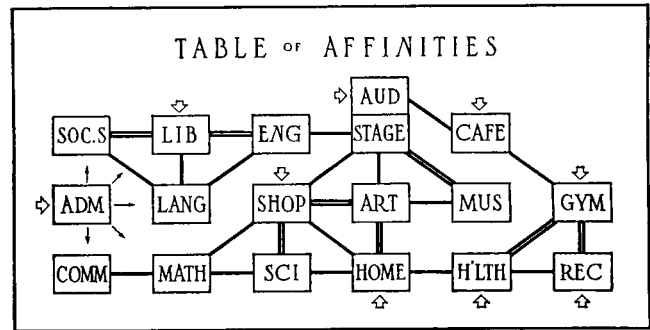 TABLE OF AFFINITIES
AUD
SOC.S LIB ENG STAGE CAFE
ADM LANG SHOP ART MUS GYM
COMM MATH SCI HOME H'LTH REC